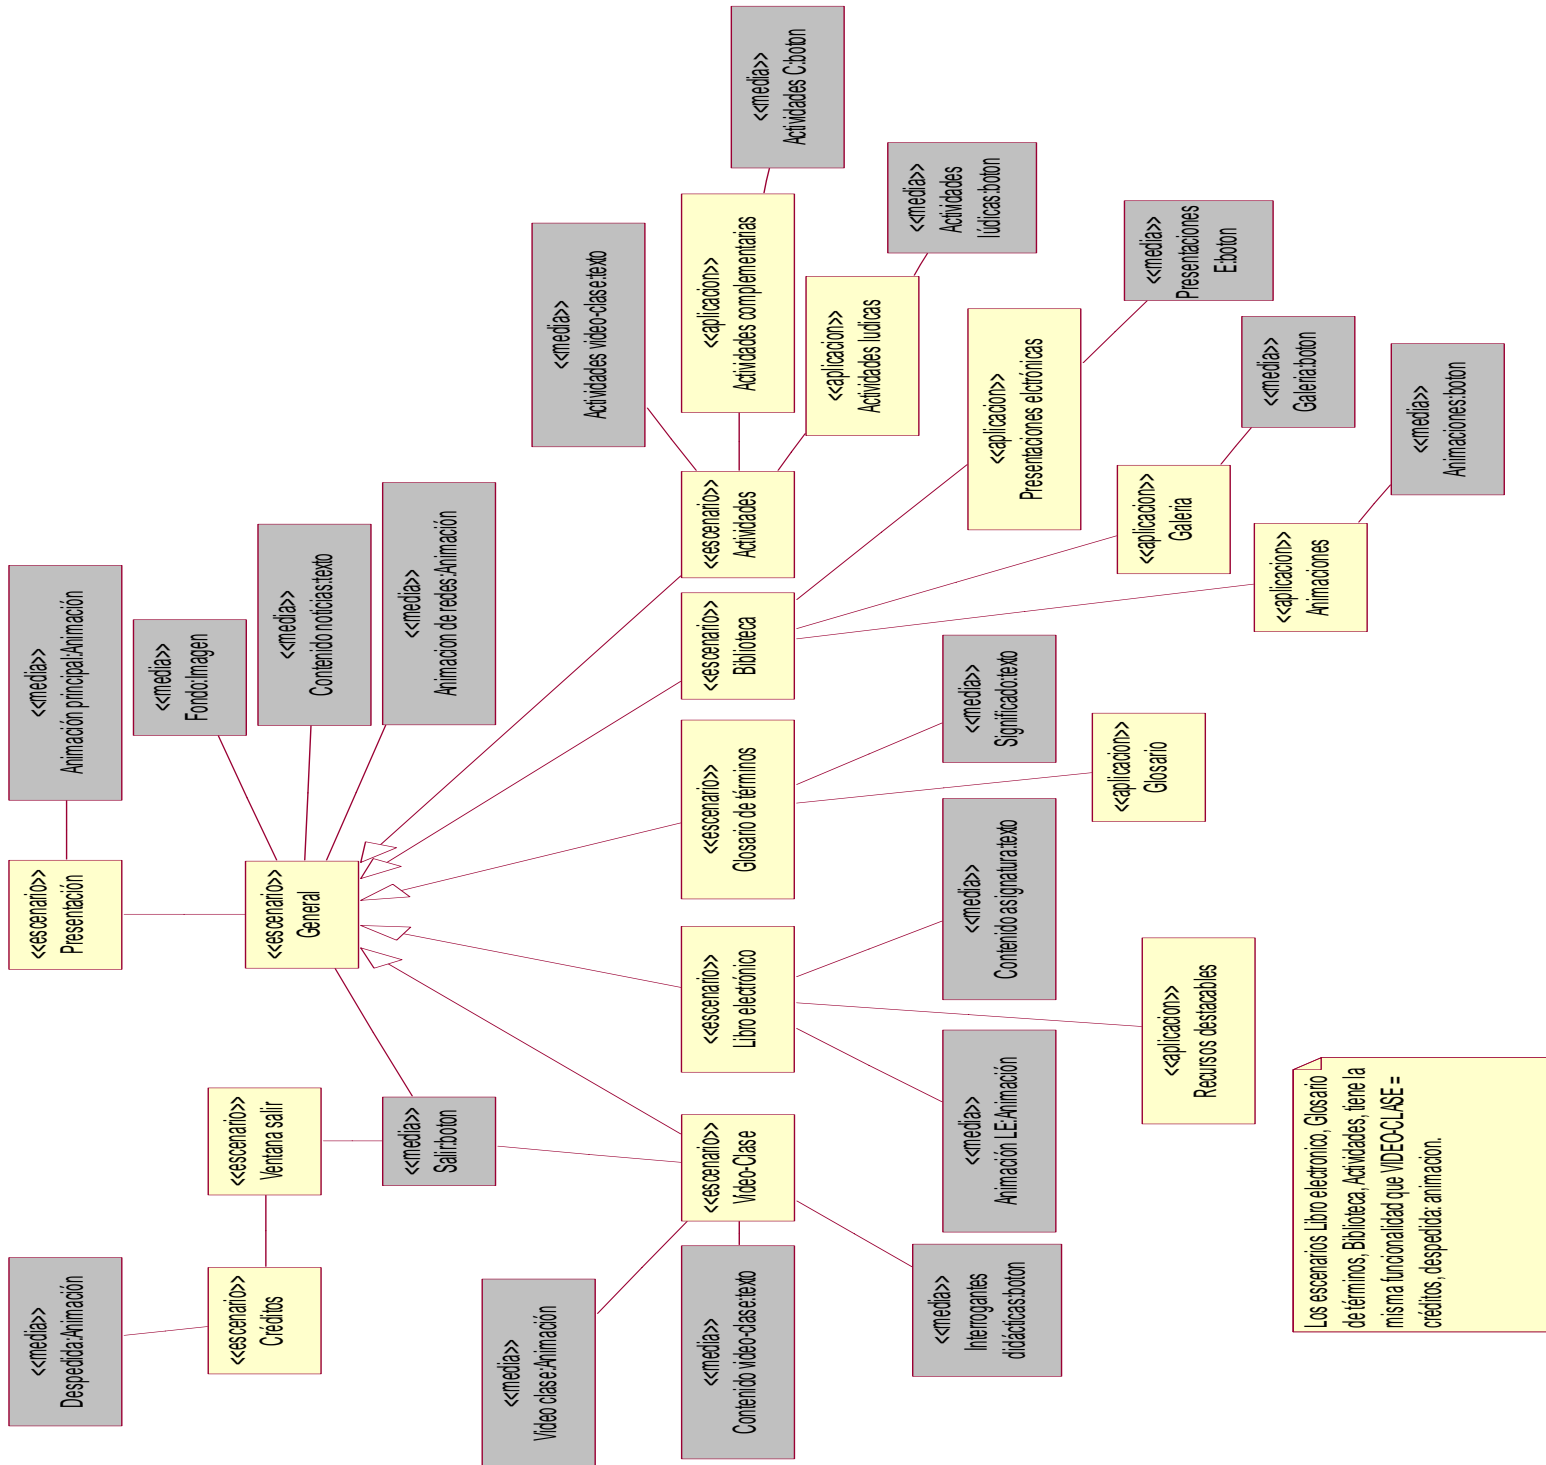 <<media>>
Despedida:Animación
<<escenario>>
Presentación
<<media>>
Animación principal:Animación
<<escenario>>
Créditos
<<escenario>>
Ventana salir
<<escenario>>
General
<<media>>
Fondo:Imagen
<<media>>
Contenido noticias:texto
<<media>>
Salir:boton
<<media>>
Animacion de redes:Animación
<<media>>
Video clase:Animación
<<media>>
Actividades video-clase:texto
<<media>>
Contenido video-clase:texto
<<escenario>>
Video-Clase
<<escenario>>
Libro electrónico
<<escenario>>
Glosario de términos
<<escenario>>
Biblioteca
<<escenario>>
Actividades
<<aplicacion>>
Actividades complementarias
<<media>>
Actividades C:boton
<<aplicacion>>
Actividades ludicas
<<media>>
Actividades
lúdicas:boton
<<media>>
Interrogantes
didácticas:boton
<<media>>
Animación LE:Animación
<<media>>
Contenido asignatura:texto
<<media>>
Significado:texto
<<aplicacion>>
Presentaciones elctrónicas
<<media>>
Presentaciones
E:boton
<<aplicacion>>
Recursos destacables
<<aplicacion>>
Glosario
<<aplicacion>>
Galeria
<<media>>
Galeria:boton
<<aplicacion>>
Animaciones
<<media>>
Animaciones:boton
Los escenarios Libro electronico, Glosario
de términos, Biblioteca, Actividades, tiene la
misma funcionalidad que VIDEO-CLASE =
créditos, despedida: animacion.